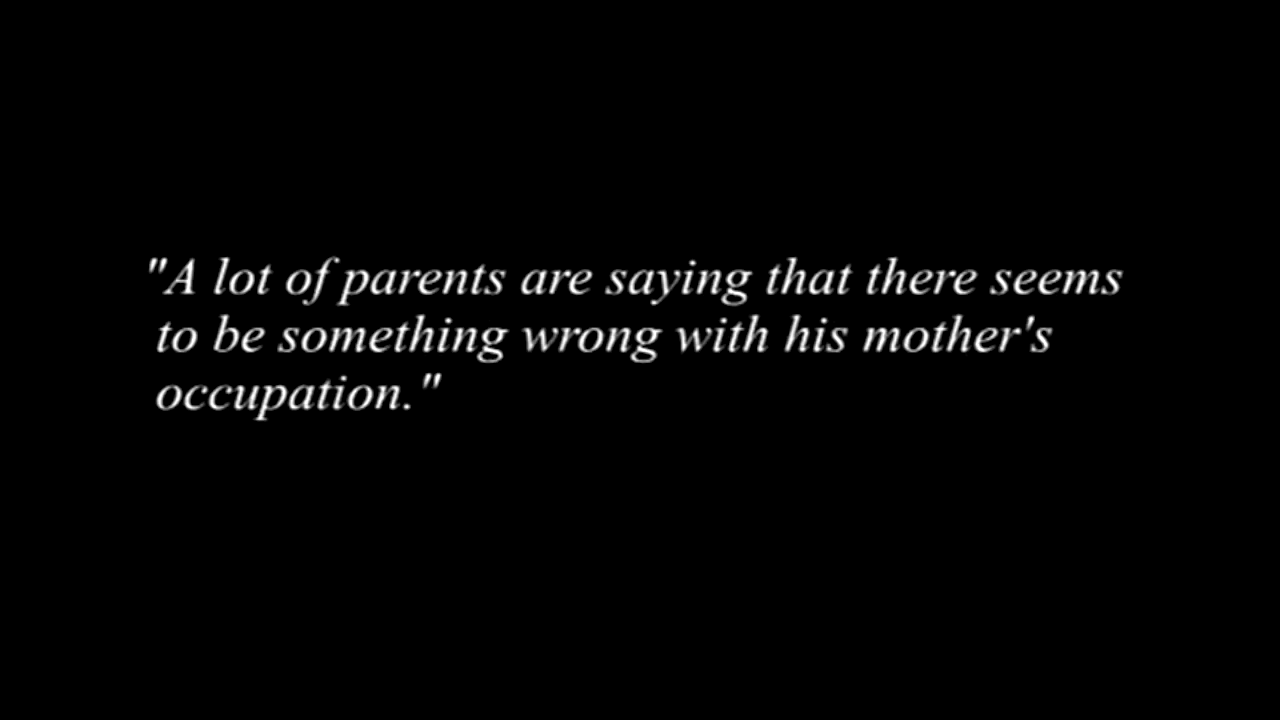 "A lot of parents are saying that there seems
to be something wrong with his mother's
occupation."